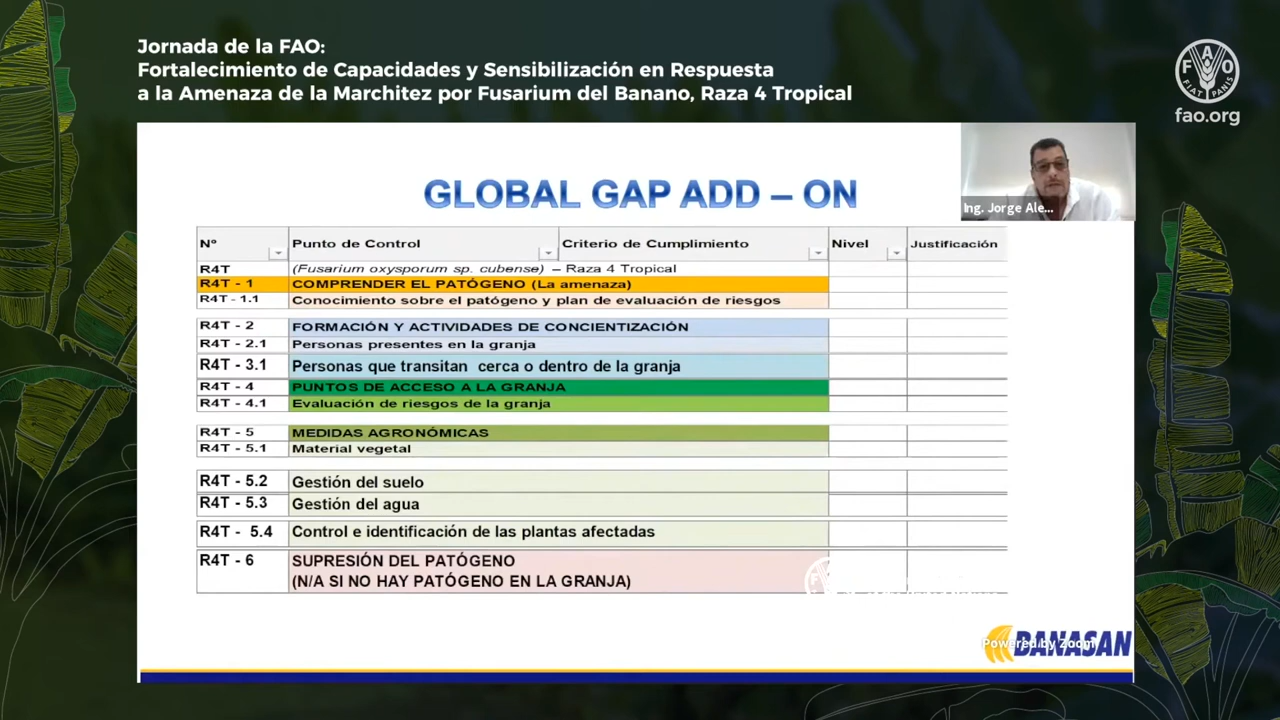 Jornada de la FAO:
Fortalecimiento de Capacidades y Sensibilización en Respuesta
a la Amenaza de la Marchitez por Fusarium del Banano, Raza 4 Tropical
FAO
FIAT PANIS
fao.org
Ing. Jorge Ale...
GLOBAL GAP ADD – ON
Nº Punto de Control Criterio de Cumplimiento Nivel Justificación
R4T (Fusarium oxysporum sp. cubense) – Raza 4 Tropical
R4T - 1 COMPRENDER EL PATÓGENO (La amenaza)
R4T - 1.1 Conocimiento sobre el patógeno y plan de evaluación de riesgos
R4T - 2 FORMACIÓN Y ACTIVIDADES DE CONCIENTIZACIÓN
R4T - 2.1 Personas presentes en la granja
R4T - 3.1 Personas que transitan cerca o dentro de la granja
R4T - 4 PUNTOS DE ACCESO A LA GRANJA
R4T - 4.1 Evaluación de riesgos de la granja
R4T - 5 MEDIDAS AGRONÓMICAS
R4T - 5.1 Material vegetal
R4T - 5.2 Gestión del suelo
R4T - 5.3 Gestión del agua
R4T - 5.4 Control e identificación de las plantas afectadas
R4T - 6 SUPRESIÓN DEL PATÓGENO
(N/A SI NO HAY PATÓGENO EN LA GRANJA)
BANASAN
Powered by Zoom